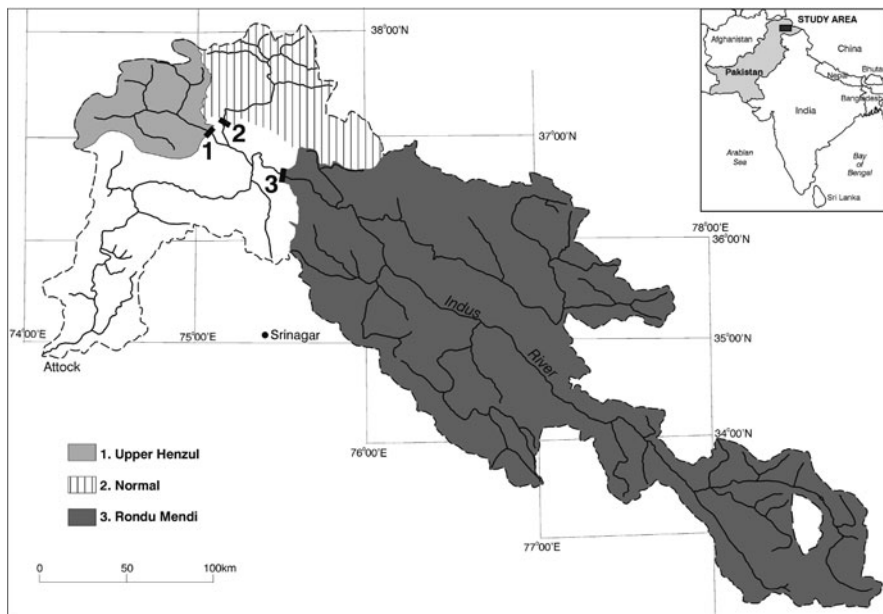 38°00'E
37°00'N
78°00'E
36°00'N
74°00'E
75°00'E
Srinagar
35°00'N
Attock
Indus
River
76°00'E
34°00'N
77°00'E
1
2
3
1. Upper Henzul
2. Normal
3. Rondu Mendi
0 50 100km
STUDY AREA
Afghanistan
China
Pakistan
Nepal
Bhutan
Bangladesh
India
Arabian
Sea
Bay
of
Bengal
Sri Lanka